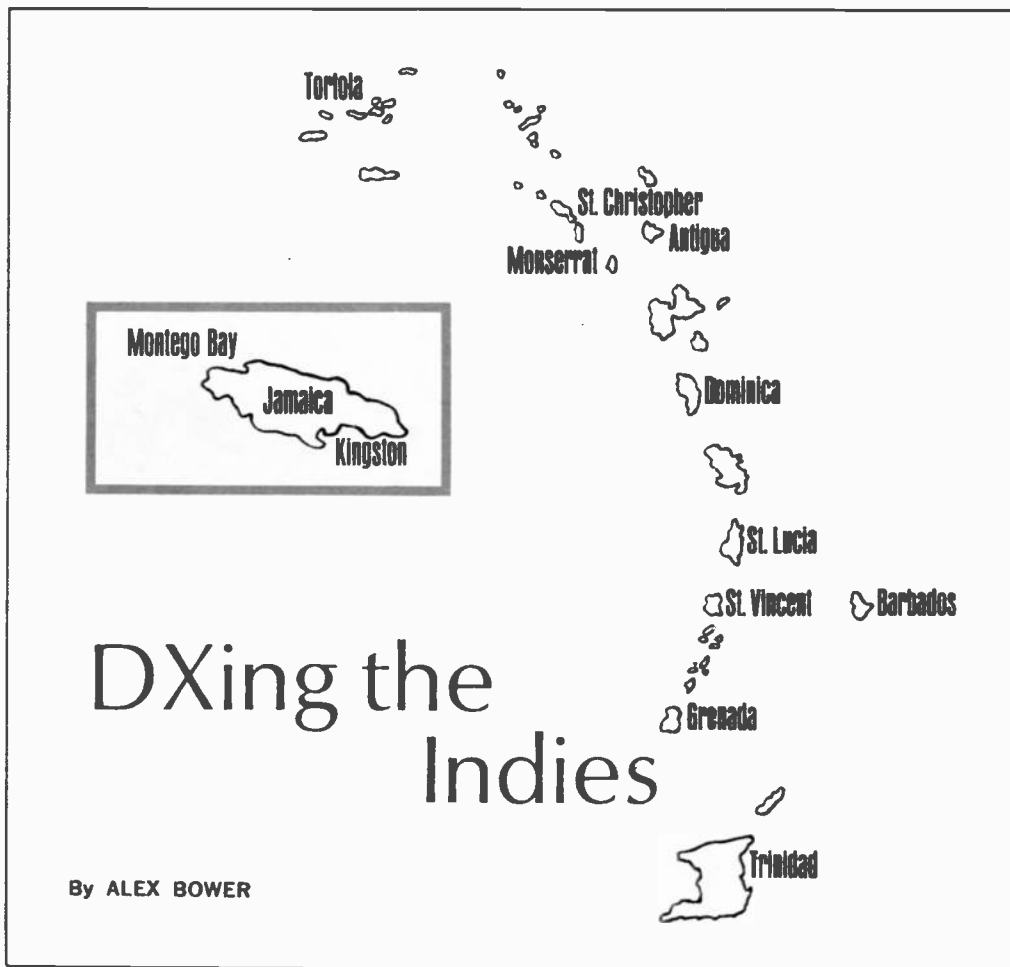 Tortola
St. Christopher
Antigua
Monserrat
Montego Bay
Jamaica
Kingston
Dominica
St. Lucia
St. Vincent
Barbados
DXing the
Grenada
Indies
Trinidad
By ALEX BOWER